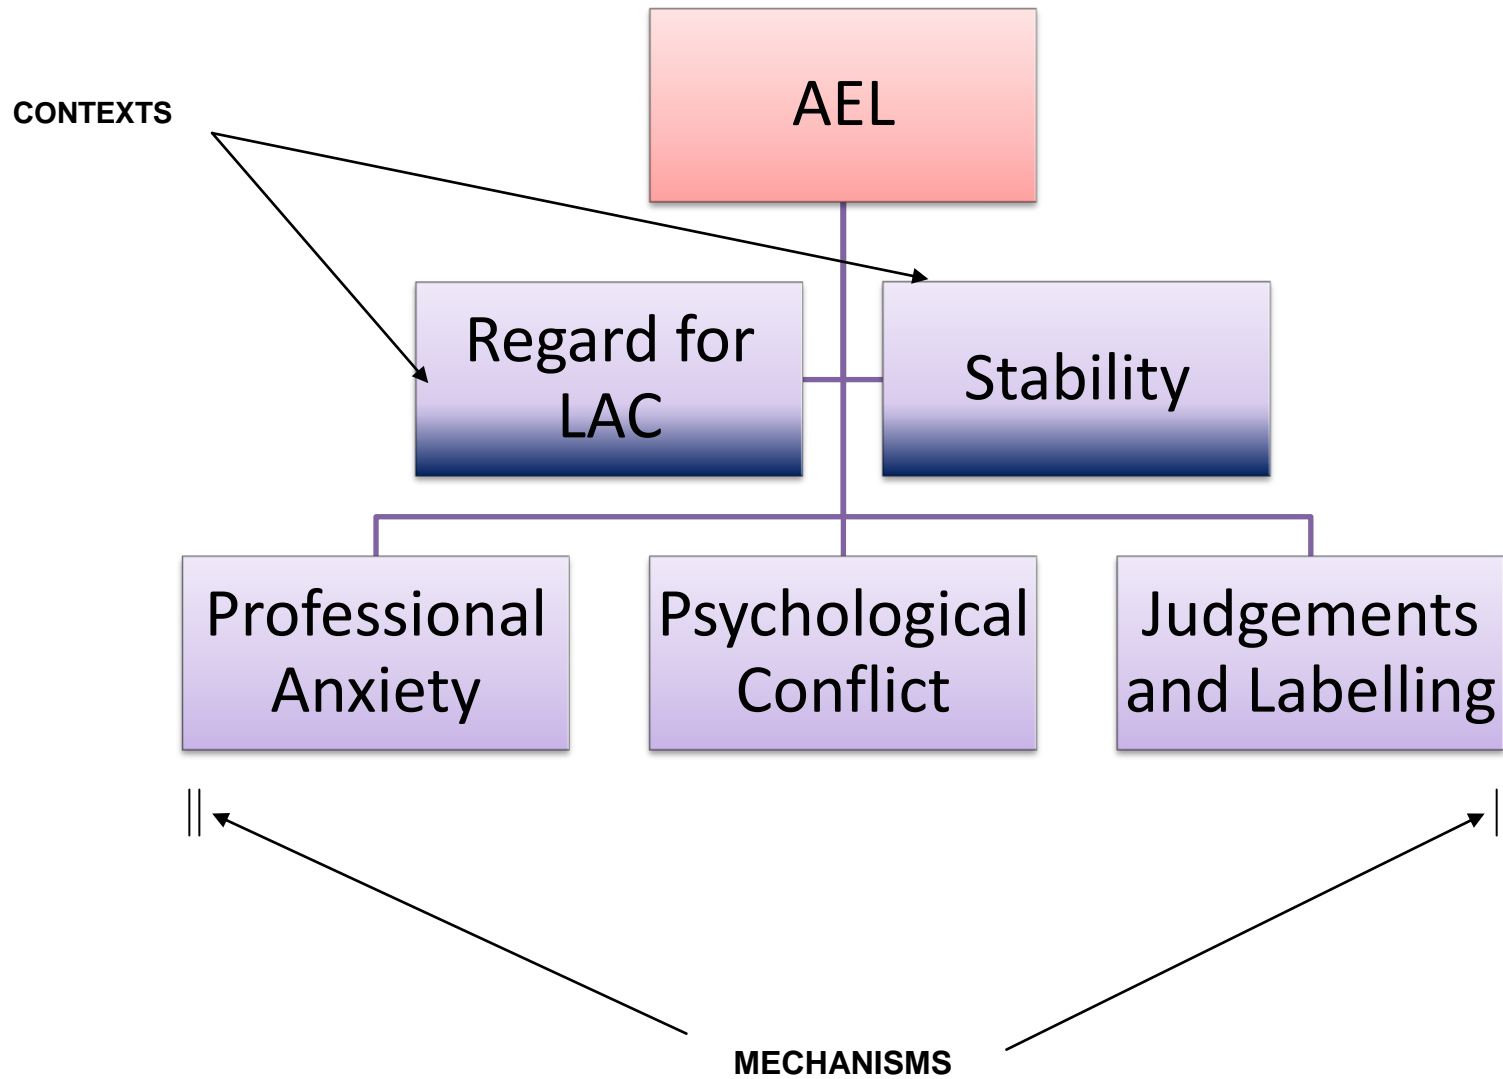 AEL
CONTEXTS
Regard for
LAC
Stability
Professional
Anxiety
Psychological
Conflict
Judgements
and Labelling
MECHANISMS